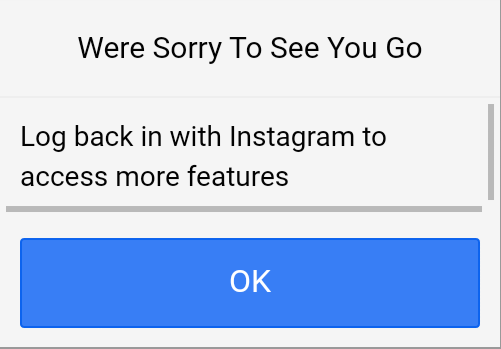 Were Sorry To See You Go
Log back in with Instagram to
access more features
OK